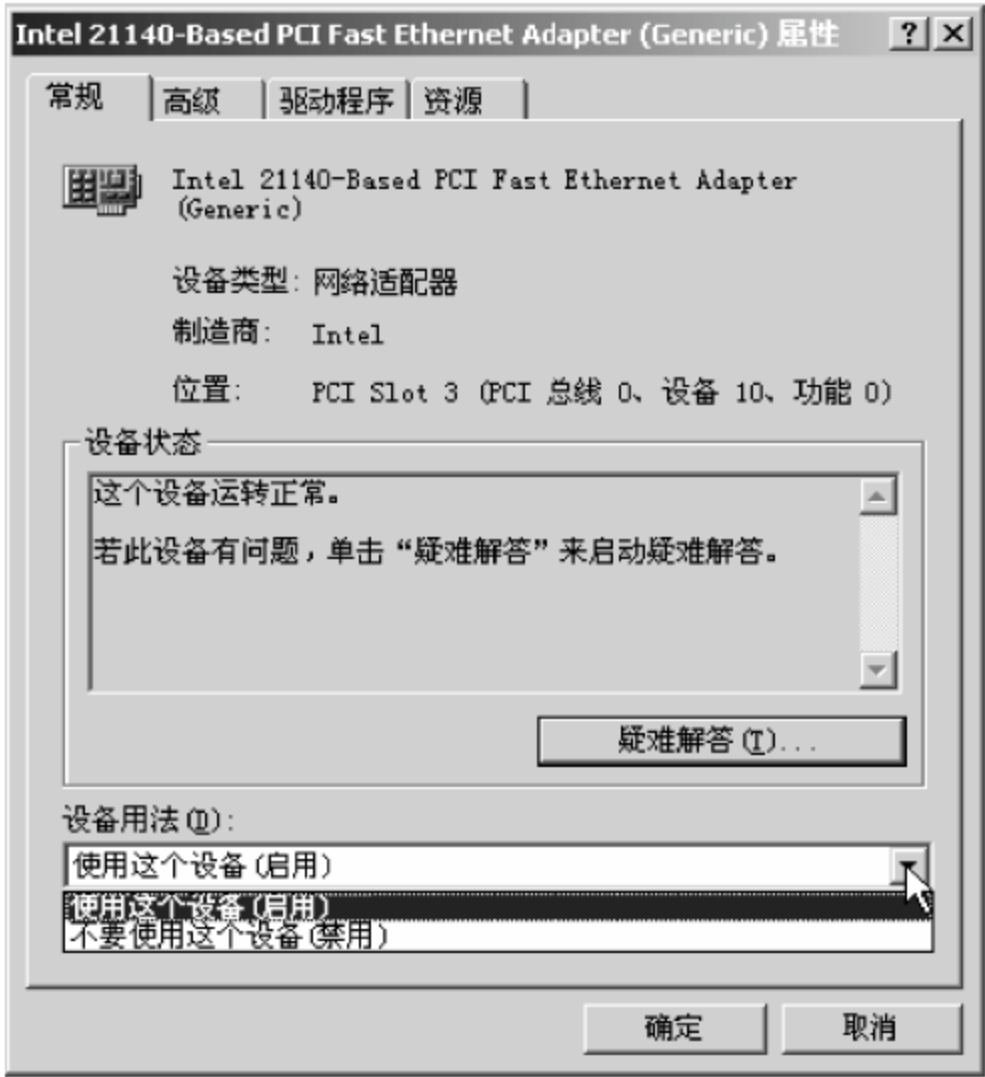 Intel 21140-Based PCI Fast Ethernet Adapter (Generic) 属性
常规 高级 驱动程序 资源
Intel 21140-Based PCI Fast Ethernet Adapter
(Generic)
设备类型: 网络适配器
制造商: Intel
位置: PCI Slot 3 (PCI 总线 0、设备 10、功能 0)
设备状态
这个设备运转正常。
若此设备有问题，单击“疑难解答”来启动疑难解答。
疑难解答(T)...
设备用法(D):
使用这个设备(启用)
使用这个设备(启用)
不要使用这个设备(禁用)
确定 取消